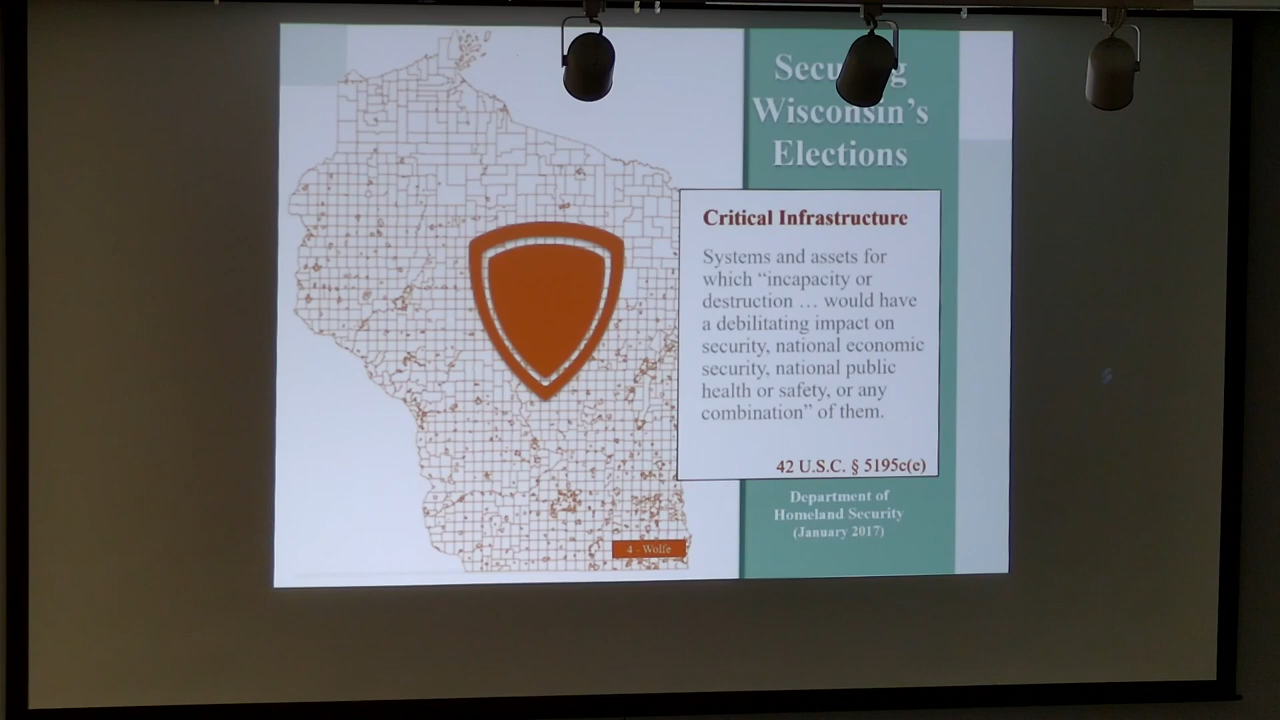 Wisconsin's
Elections
Critical Infrastructure
Systems and assets for
which “incapacity or
destruction … would have
a debilitating impact on
security, national economic
security, national public
health or safety, or any
combination” of them.
42 U.S.C. § 5195c(e)
Department of
Homeland Security
(January 2017)
4 - Wolfe